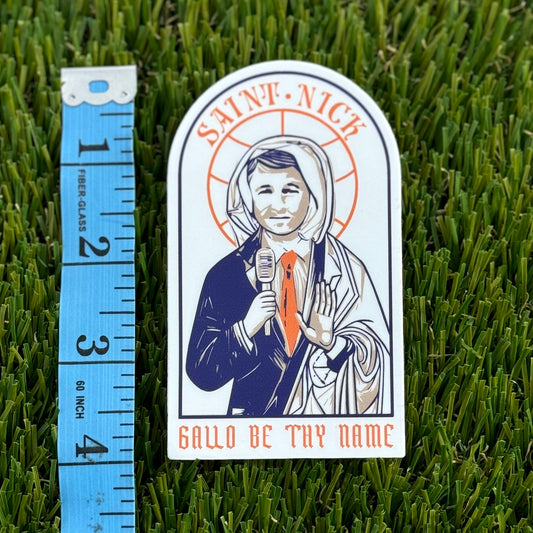 SAINT · NICK
1
FIBER-GLASS
2
3
60 INCH
4
GALLO BE THY NAME